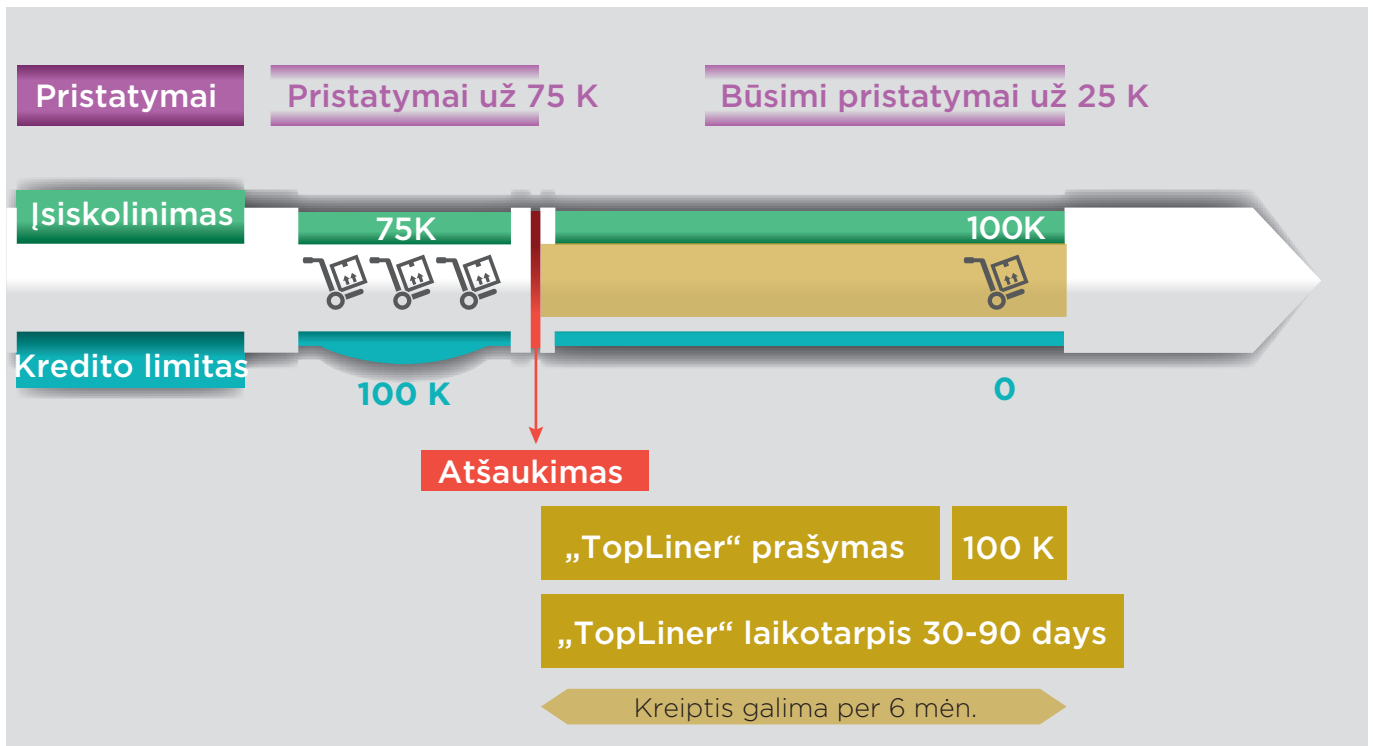 Pristatymai
Pristatymai už 75 K
Būsimi pristatymai už 25 K
Įsiskolinimas
75K
100K
Kredito limitas
100 K
0
Atšaukimas
„TopLiner“ prašymas
100 K
„TopLiner“ laikotarpis 30-90 days
Kreiptis galima per 6 mėn.